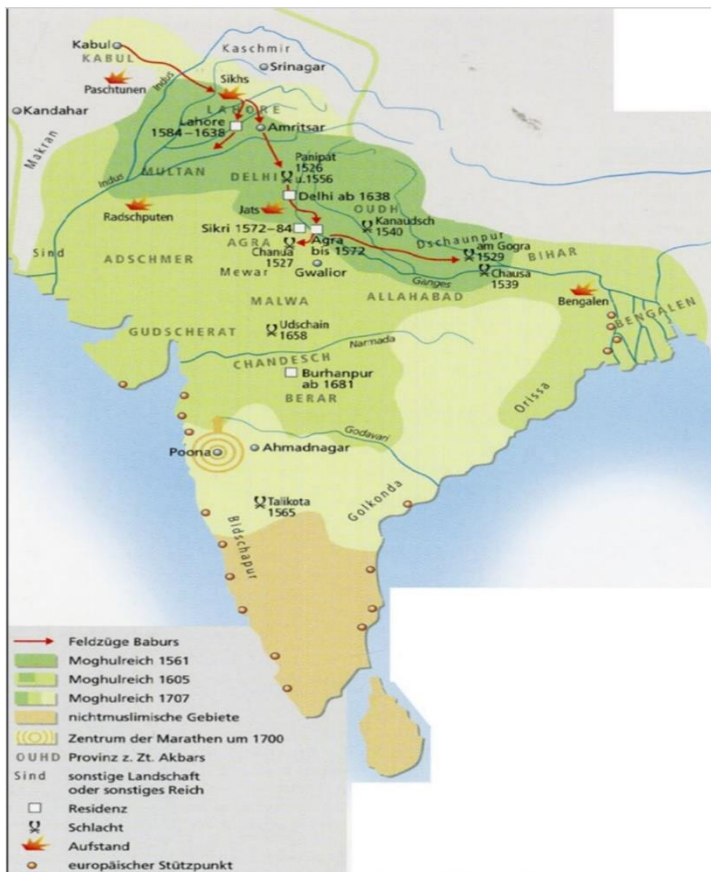 Kabul
KABUL
Kaschmir
Srinagar
Paschtunen
Indus
Sikhs
Kandahar
LAHORE
Lahore
1584–1638
Amritsar
Makran
Panipat
1526
u.1556
MULTAN
DELHI
Indus
Delhi ab 1638
Radschputen
Jats
OUDH
Kanaudsch
1540
Sikri 1572–84
Agra
bis 1572
Dschaunpur
am Gogra
1529
BIHAR
Sind
ADSCHMER
AGRA
Chanua
1527
Mewar
Gwalior
Ganges
Chausa
1539
MALWA
ALLAHABAD
Bengalen
BENGALEN
GUDSCHERAT
Udschain
1658
Narmada
CHANDESCH
Burhanpur
ab 1681
BERAR
Orissa
Godavari
Poona
Ahmadnagar
Golkonda
Talikota
1565
Bidschapur
Feldzüge Baburs
Moghulreich 1561
Moghulreich 1605
Moghulreich 1707
nichtmuslimische Gebiete
Zentrum der Marathen um 1700
OUHD Provinz z. Zt. Akbars
Sind sonstige Landschaft
oder sonstiges Reich
Residenz
Schlacht
Aufstand
europäischer Stützpunkt